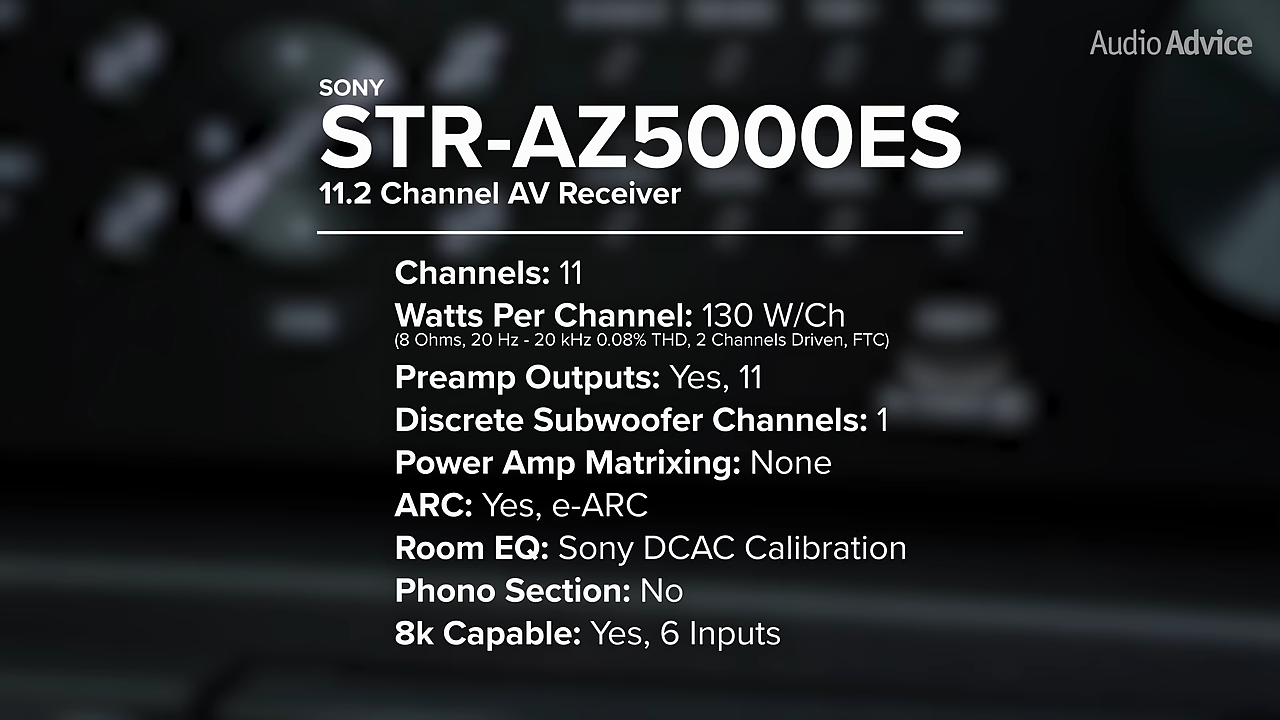 Audio Advice
SONY
STR-AZ5000ES
11.2 Channel AV Receiver
Channels: 11
Watts Per Channel: 130 W/Ch
(8 Ohms, 20 Hz - 20 kHz 0.08% THD, 2 Channels Driven, FTC)
Preamp Outputs: Yes, 11
Discrete Subwoofer Channels: 1
Power Amp Matrixing: None
ARC: Yes, e-ARC
Room EQ: Sony DCAC Calibration
Phono Section: No
8k Capable: Yes, 6 Inputs